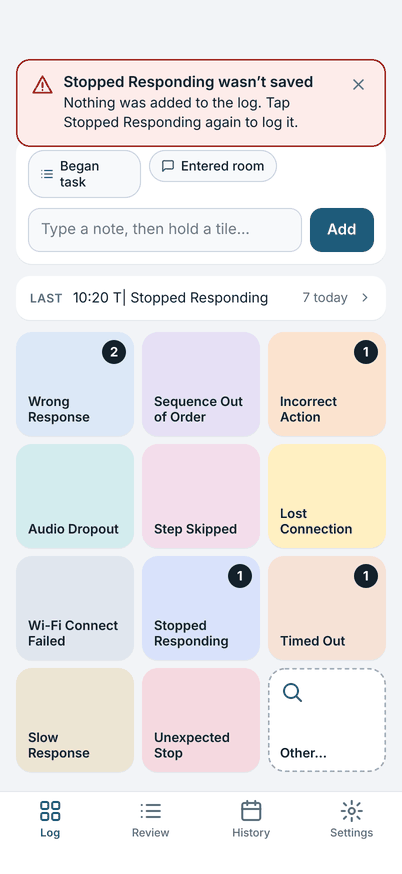 Stopped Responding wasn’t saved
Nothing was added to the log. Tap
Stopped Responding again to log it.
Began
task
Entered room
Type a note, then hold a tile...
Add
LAST 10:20 T| Stopped Responding 7 today
2
Wrong
Response
Sequence Out
of Order
1
Incorrect
Action
Audio Dropout
Step Skipped
Lost
Connection
Wi-Fi Connect
Failed
1
Stopped
Responding
1
Timed Out
Slow
Response
Unexpected
Stop
Other...
Log
Review
History
Settings